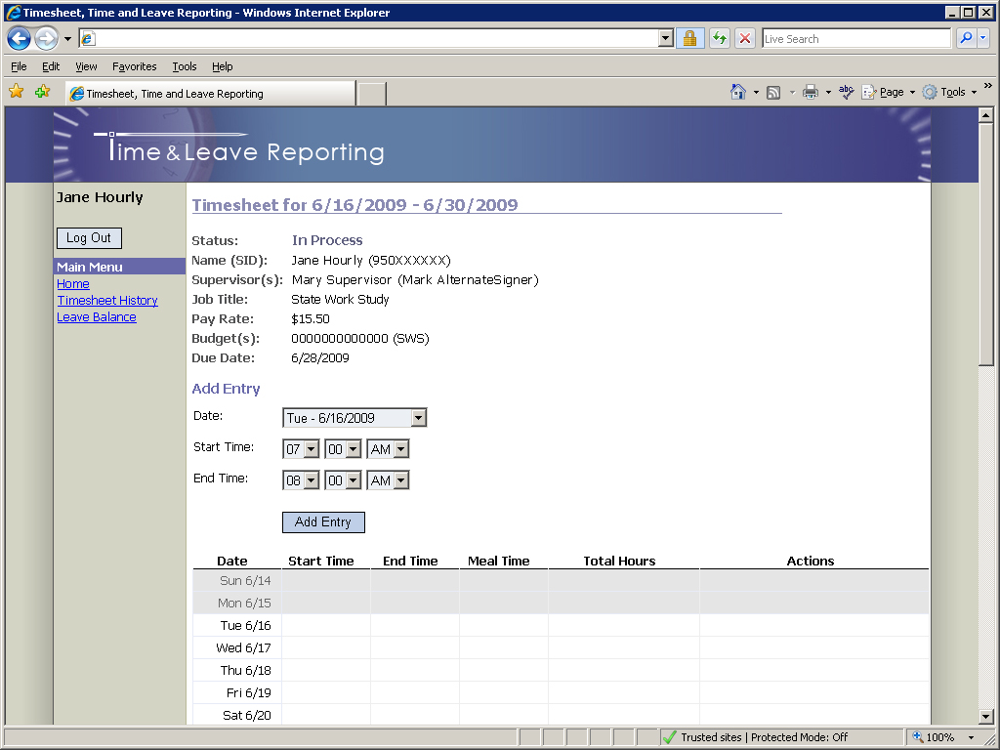 Timesheet, Time and Leave Reporting - Windows Internet Explorer
Live Search
File Edit View Favorites Tools Help
Timesheet, Time and Leave Reporting
abc Page Tools »
Time & Leave Reporting
Jane Hourly
Log Out
Main Menu
Home
Timesheet History
Leave Balance
Timesheet for 6/16/2009 - 6/30/2009
Status: In Process
Name (SID): Jane Hourly (950XXXXXX)
Supervisor(s): Mary Supervisor (Mark AlternateSigner)
Job Title: State Work Study
Pay Rate: $15.50
Budget(s): 0000000000000 (SWS)
Due Date: 6/28/2009
Add Entry
Date: Tue - 6/16/2009
Start Time: 07 00 AM
End Time: 08 00 AM
Add Entry
Date Start Time End Time Meal Time Total Hours Actions
Sun 6/14
Mon 6/15
Tue 6/16
Wed 6/17
Thu 6/18
Fri 6/19
Sat 6/20
Trusted sites | Protected Mode: Off 100%